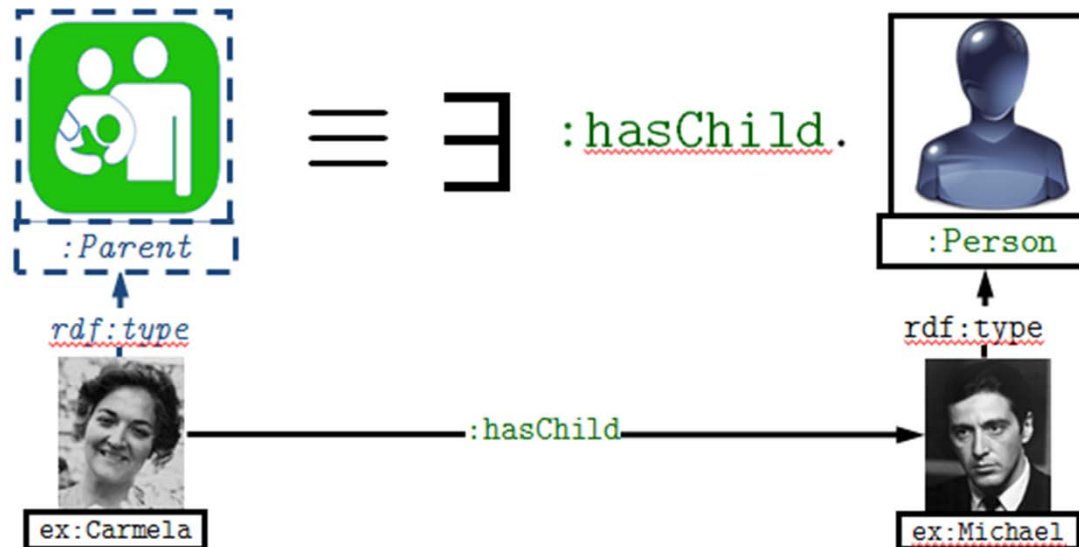 ≡ ∃ :hasChild.
:Parent
:Person
rdf:type
rdf:type
:hasChild
ex:Carmela
ex:Michael